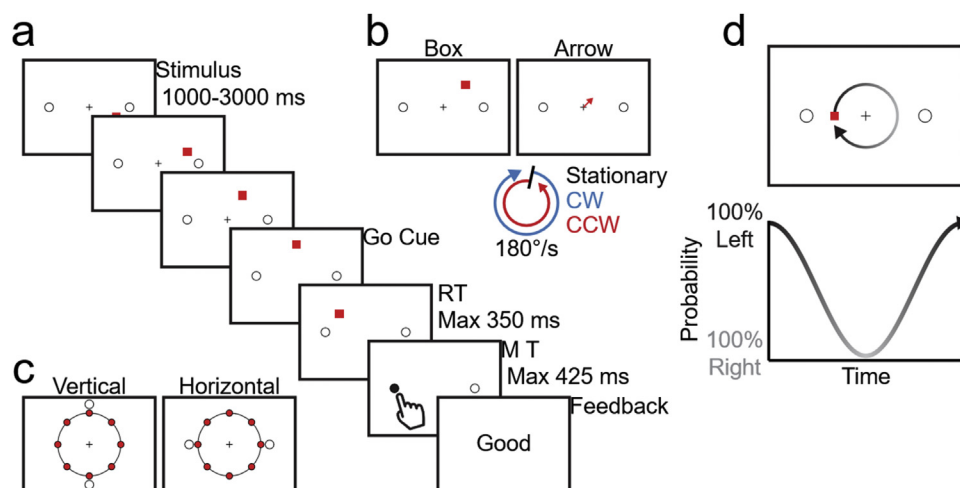 a
Stimulus
1000-3000 ms
Go Cue
RT
Max 350 ms
M T
Max 425 ms
Feedback
Good
b
Box Arrow
Stationary
CW
CCW
180°/s
c
Vertical Horizontal
d
100%
Left
Probability
100%
Right
Time